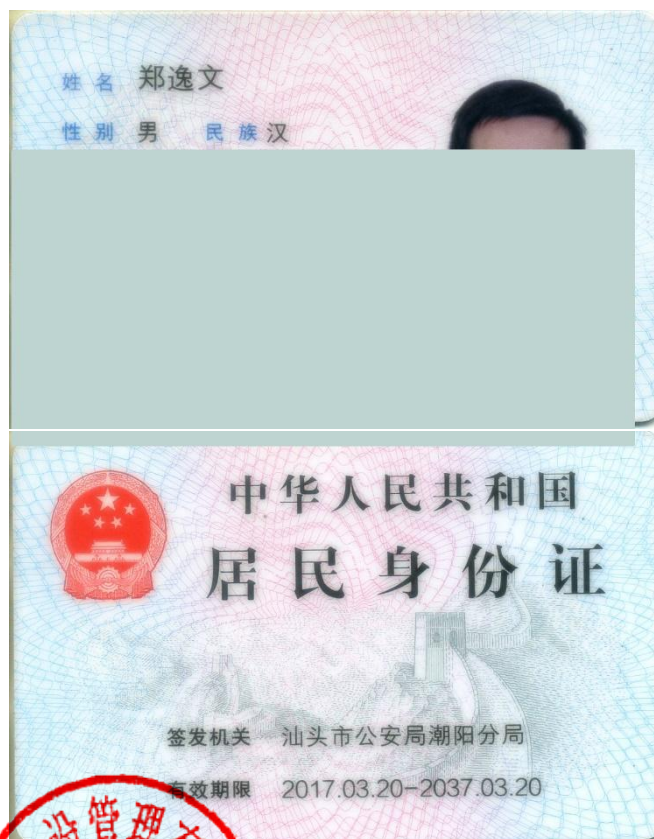 姓名 郑逸文
性别 男 民族 汉
中华人民共和国
居民身份证
签发机关 汕头市公安局潮阳分局
有效期限 2017.03.20-2037.03.20
管理